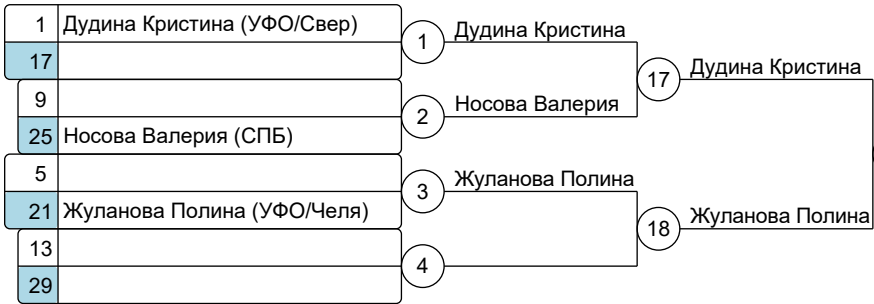 1 Дудина Кристина (УФО/Свер)
17
9
25 Носова Валерия (СПБ)
5
21 Жуланова Полина (УФО/Челя)
13
29
1 Дудина Кристина
2 Носова Валерия
3 Жуланова Полина
4
17 Дудина Кристина
18 Жуланова Полина